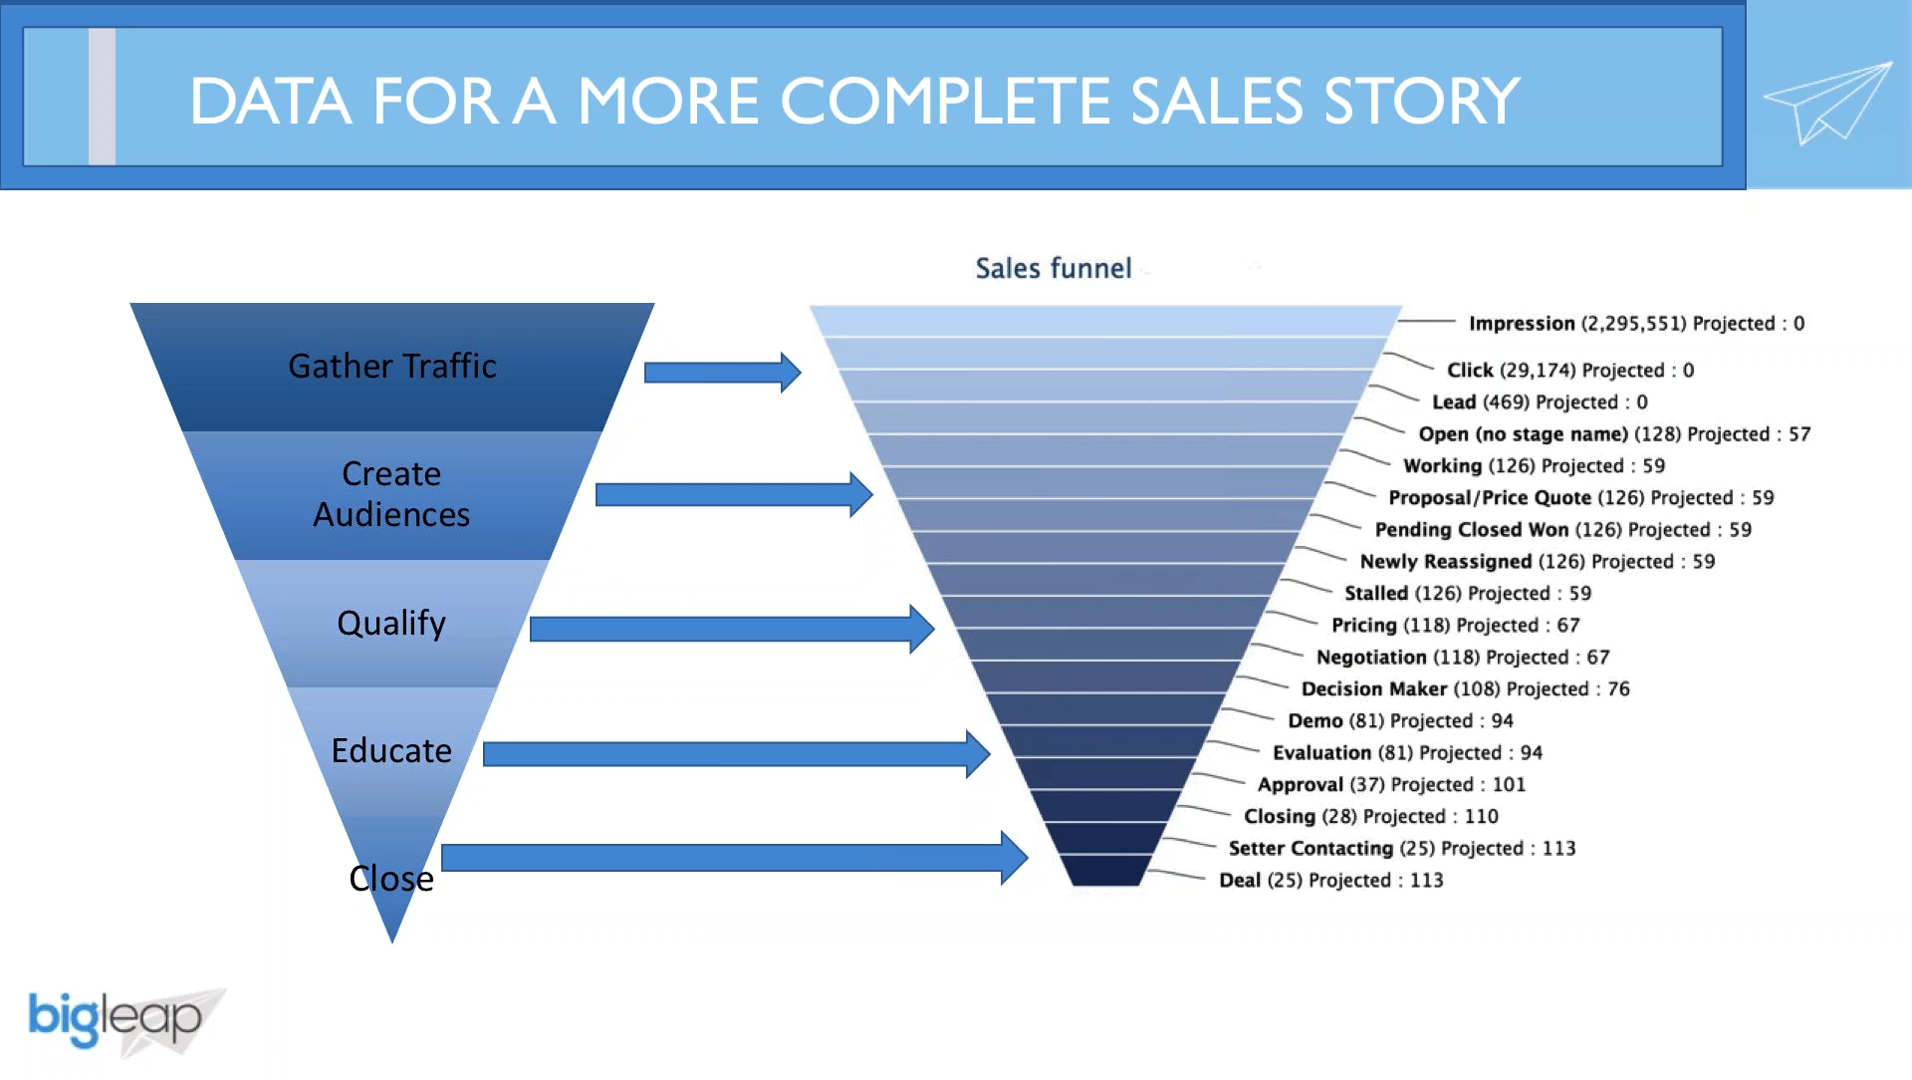 DATA FOR A MORE COMPLETE SALES STORY
Gather Traffic
Create
Audiences
Qualify
Educate
Close
Sales funnel
Impression (2,295,551) Projected : 0
Click (29,174) Projected : 0
Lead (469) Projected : 0
Open (no stage name) (128) Projected : 57
Working (126) Projected : 59
Proposal/Price Quote (126) Projected : 59
Pending Closed Won (126) Projected : 59
Newly Reassigned (126) Projected : 59
Stalled (126) Projected : 59
Pricing (118) Projected : 67
Negotiation (118) Projected : 67
Decision Maker (108) Projected : 76
Demo (81) Projected : 94
Evaluation (81) Projected : 94
Approval (37) Projected : 101
Closing (28) Projected : 110
Setter Contacting (25) Projected : 113
Deal (25) Projected : 113
bigleap